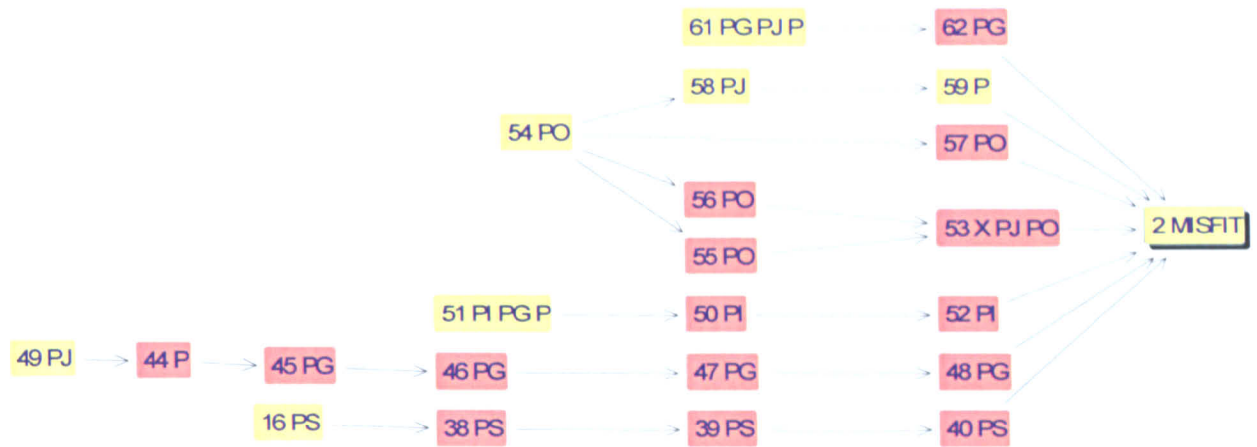 61 PG PJ P
62 PG
58 PJ
59 P
54 PO
57 PO
56 PO
53 X PJ PO
2 MISFIT
55 PO
51 PI PG P
50 PI
52 PI
49 PJ
44 P
45 PG
46 PG
47 PG
48 PG
16 PS
38 PS
39 PS
40 PS